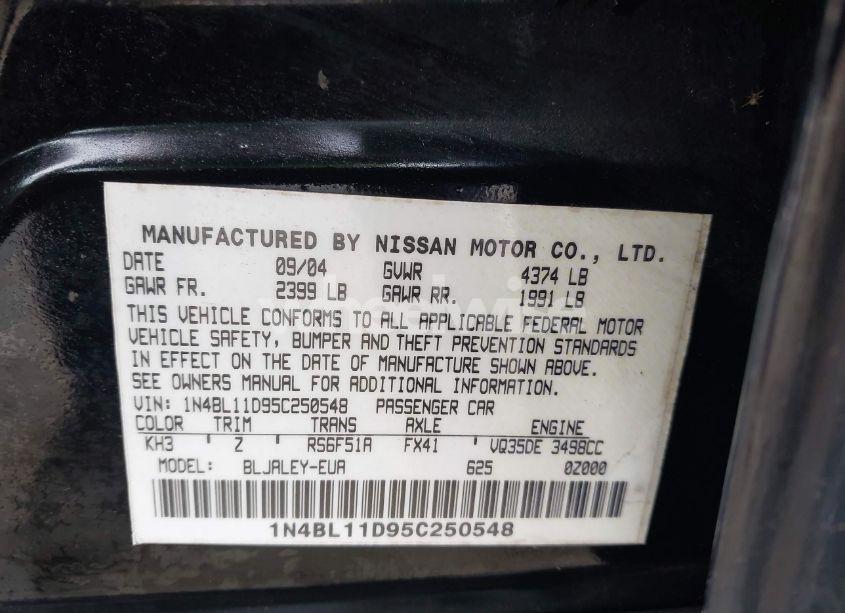 MANUFACTURED BY NISSAN MOTOR CO., LTD.
DATE 09/04 GVWR 4374 LB
GAWR FR. 2399 LB GAWR RR. 1991 LB
THIS VEHICLE CONFORMS TO ALL APPLICABLE FEDERAL MOTOR
VEHICLE SAFETY, BUMPER AND THEFT PREVENTION STANDARDS
IN EFFECT ON THE DATE OF MANUFACTURE SHOWN ABOVE.
SEE OWNERS MANUAL FOR ADDITIONAL INFORMATION.
VIN: 1N4BL11D95C250548 PASSENGER CAR
COLOR TRIM TRANS AXLE ENGINE
KH3 ' Z ' RS6F51A FX41 ' VQ35DE 3498CC
MODEL: BLJALEY-EUA 625 0Z000
1N4BL11D95C250548